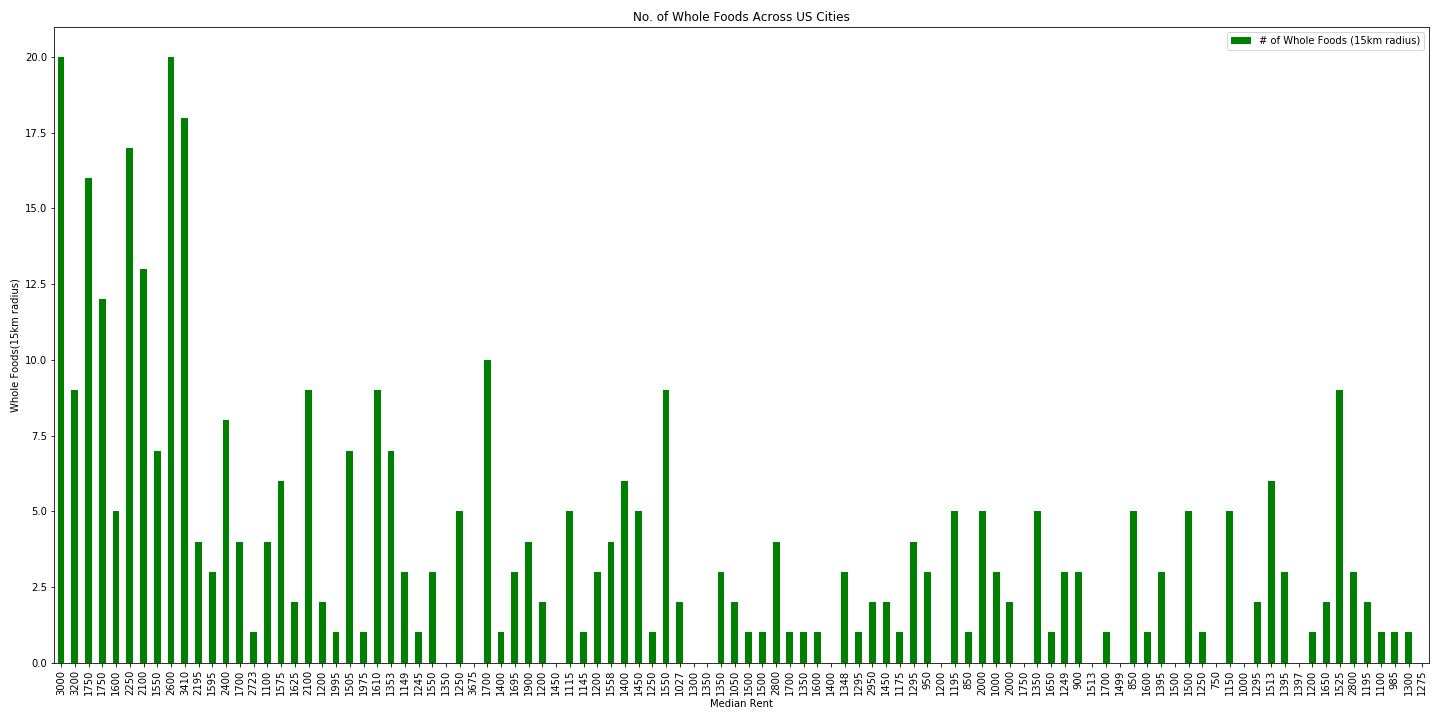 No. of Whole Foods Across US Cities
# of Whole Foods (15km radius)
20.0
17.5
15.0
12.5
10.0
7.5
5.0
2.5
0.0
Whole Foods(15km radius)
3000 3200 1750 1750 1600 2250 2100 1550 2600 3410 2195 1595 2400 1700 2723 1100 1575 1625 2100 1200 1995 1505 1975 1610 1353 1149 1245 1550 1350 1250 3675 1700 1400 1695 1900 1200 1450 1115 1145 1200 1558 1400 1450 1250 1550 1027 1300 1350 1350 1050 1500 1500 2800 1700 1350 1600 1400 1348 1295 2950 1450 1175 1295 950 1200 1195 850 2000 1000 2000 1750 1350 1650 1249 900 1513 1700 1499 850 1600 1395 1500 1500 1250 750 1150 1000 1295 1513 1395 1397 1200 1650 1525 2800 1195 1100 985 1300 1275
Median Rent